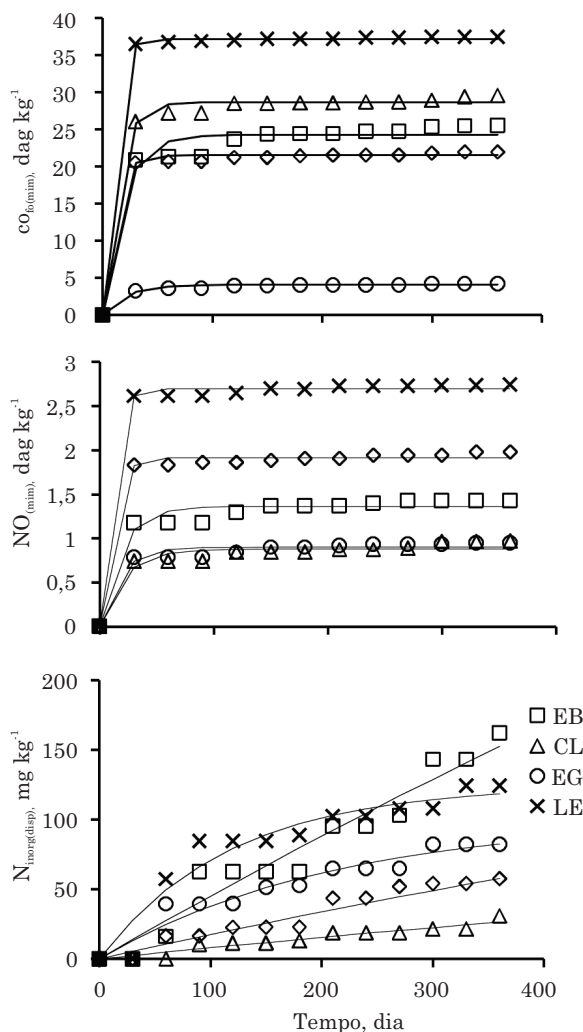 40
35
30
25
20
15
10
5
0
co_fo(mim), dag kg⁻¹
3
2,5
2
1,5
1
0,5
0
NO_(mim), dag kg⁻¹
200
150
100
50
0
N_inorg(disp), mg kg⁻¹
EB
CL
EG
LE
0 100 200 300 400
Tempo, dia